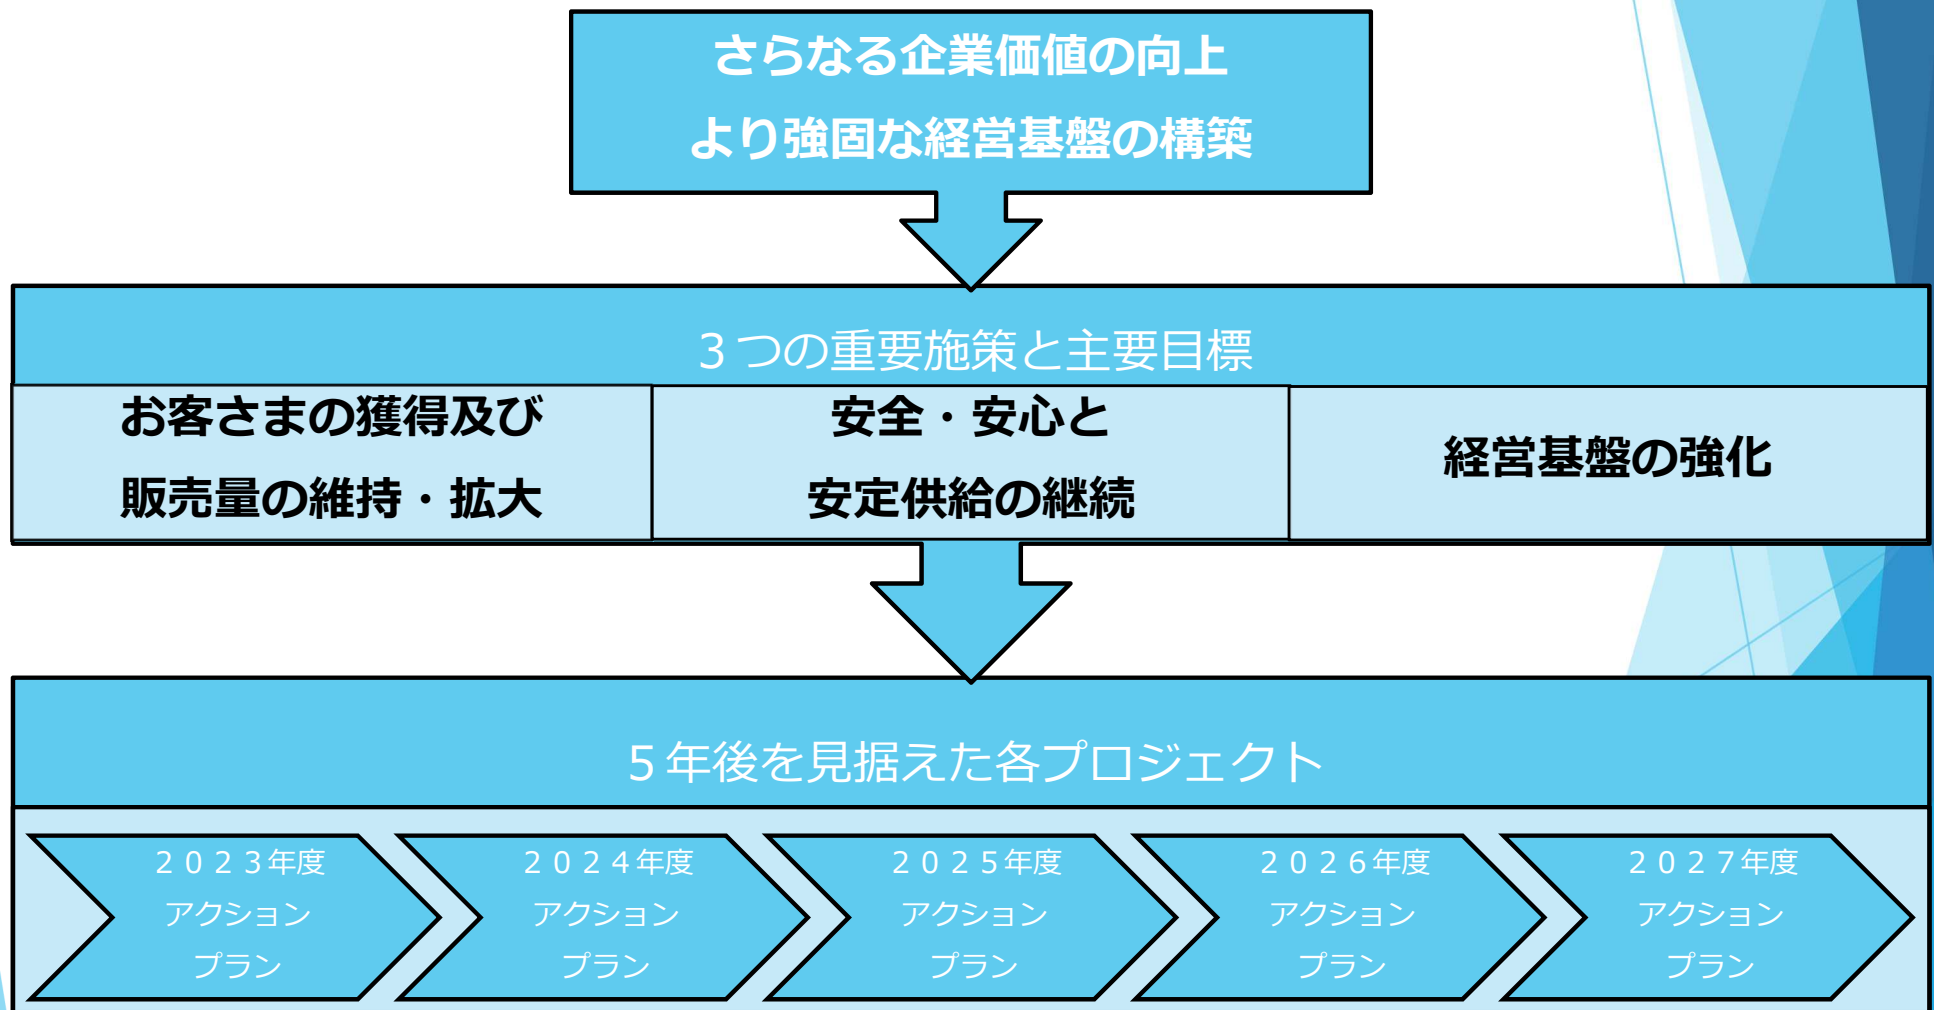 さらなる企業価値の向上
より強固な経営基盤の構築
３つの重要施策と主要目標
お客さまの獲得及び
販売量の維持・拡大
安全・安心と
安定供給の継続
経営基盤の強化
５年後を見据えた各プロジェクト
２０２３年度
アクション
プラン
２０２４年度
アクション
プラン
２０２５年度
アクション
プラン
２０２６年度
アクション
プラン
２０２７年度
アクション
プラン